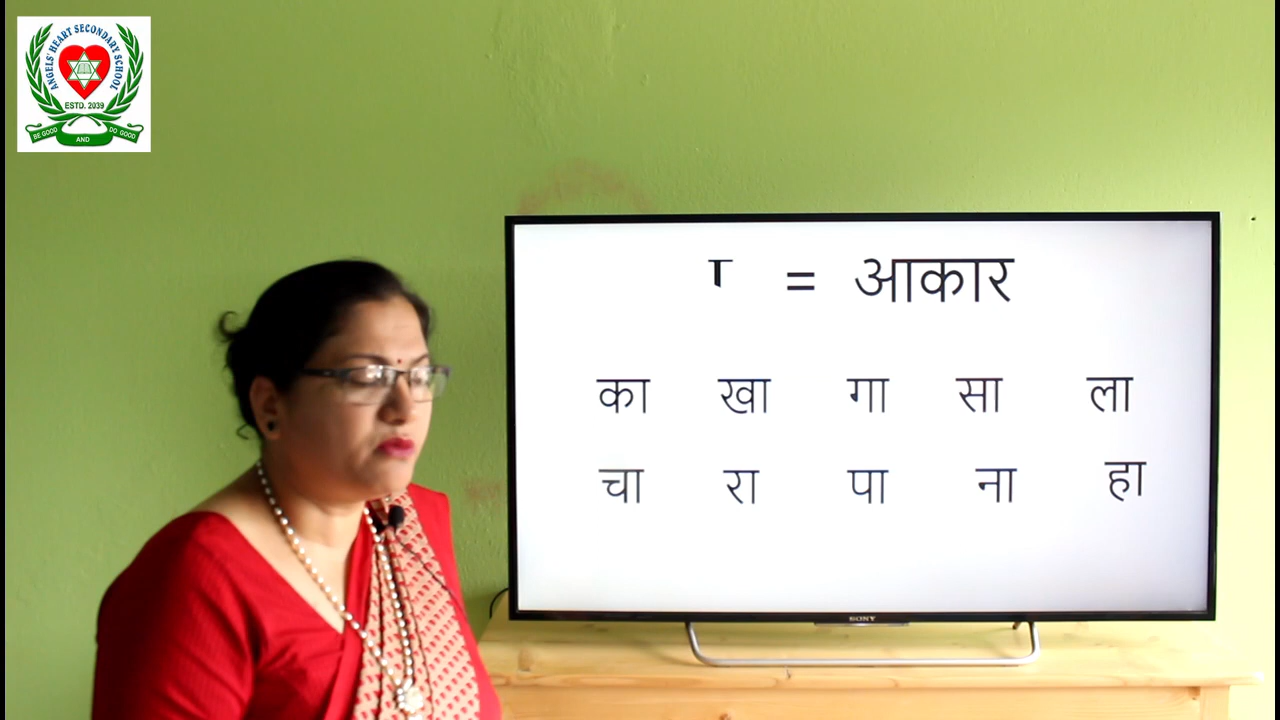 ANGELS' HEART SECONDARY SCHOOL
ESTD. 2039
BE GOOD AND DO GOOD
ा = आकार
का खा गा सा ला
चा रा पा ना हा
SONY